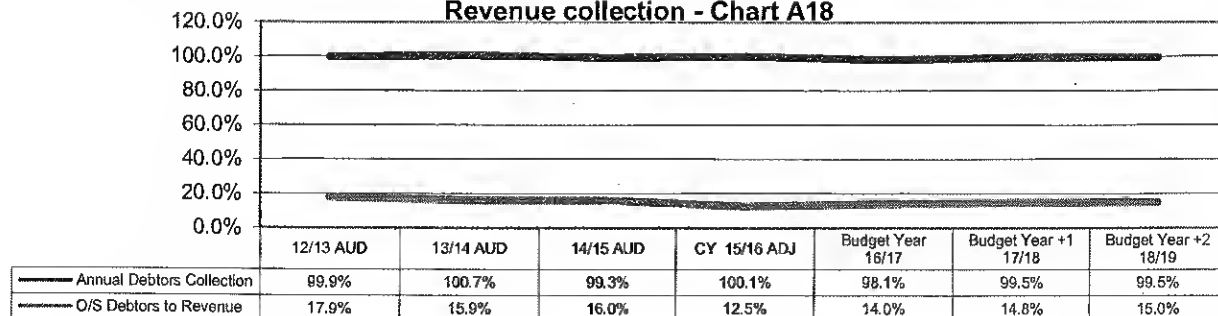 Revenue collection - Chart A18
120.0%
100.0%
80.0%
60.0%
40.0%
20.0%
0.0%
12/13 AUD 13/14 AUD 14/15 AUD CY 15/16 ADJ Budget Year 16/17 Budget Year +1 17/18 Budget Year +2 18/19
Annual Debtors Collection 99.9% 100.7% 99.3% 100.1% 98.1% 99.5% 99.5%
O/S Debtors to Revenue 17.9% 15.9% 16.0% 12.5% 14.0% 14.8% 15.0%